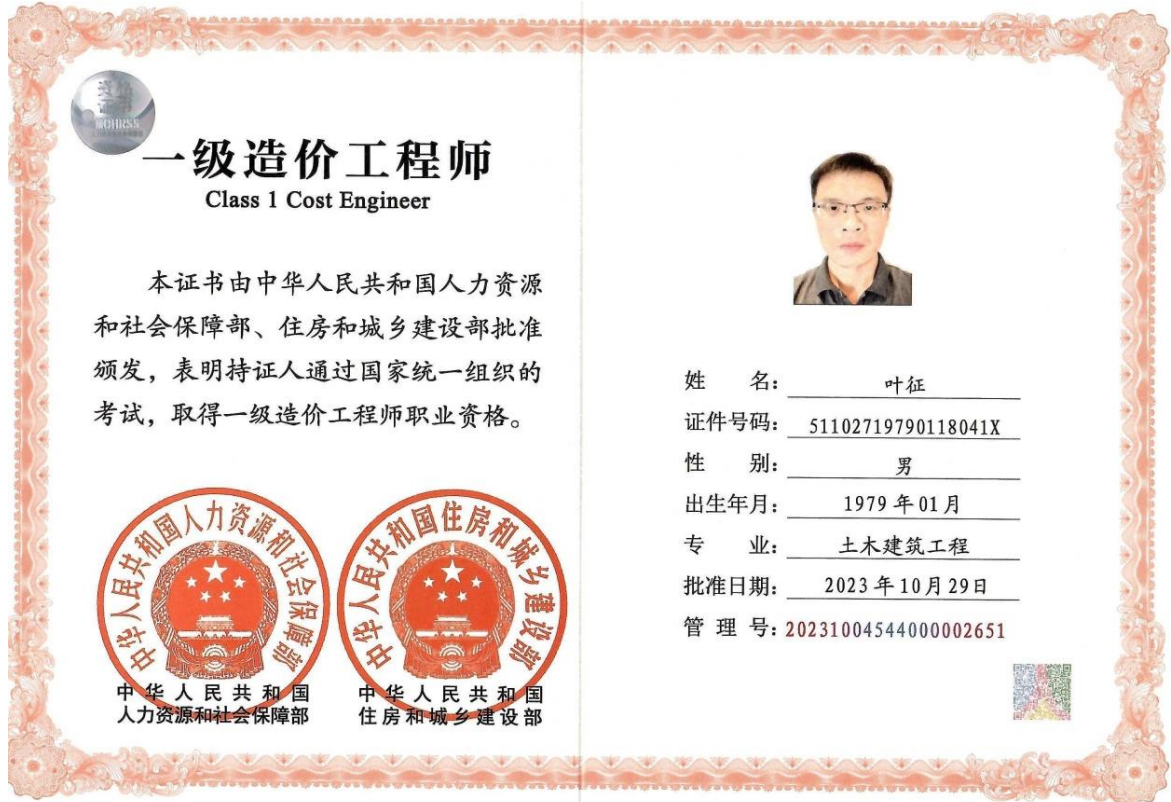 资格
证书
MOHRSS
一级造价工程师
Class 1 Cost Engineer
本证书由中华人民共和国人力资源
和社会保障部、住房和城乡建设部批准
颁发，表明持证人通过国家统一组织的
考试，取得一级造价工程师职业资格。
中华人民共和国人力资源和社会保障部
中华人民共和国住房和城乡建设部
中华人民共和国
人力资源和社会保障部
中华人民共和国
住房和城乡建设部
姓 名：叶征
证件号码：51102719790118041X
性 别：男
出生年月：1979年01月
专 业：土木建筑工程
批准日期：2023年10月29日
管 理 号：20231004544000002651